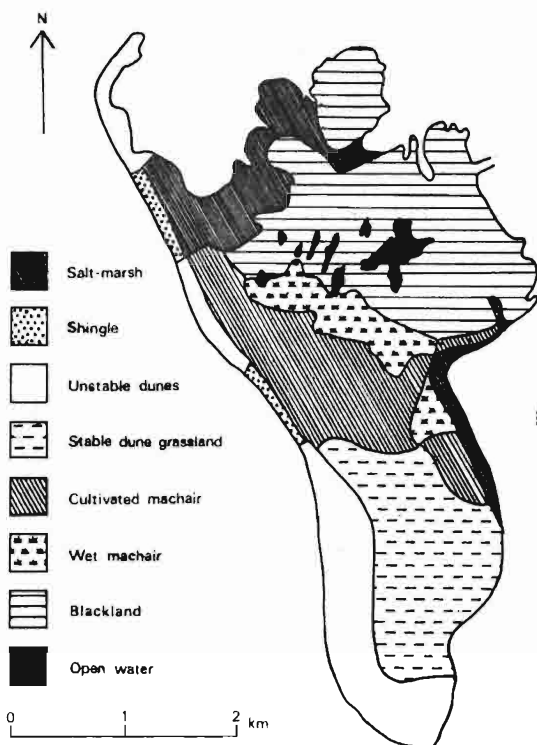 N
Salt-marsh
Shingle
Unstable dunes
Stable dune grassland
Cultivated machair
Wet machair
Blackland
Open water
0 1 2 km